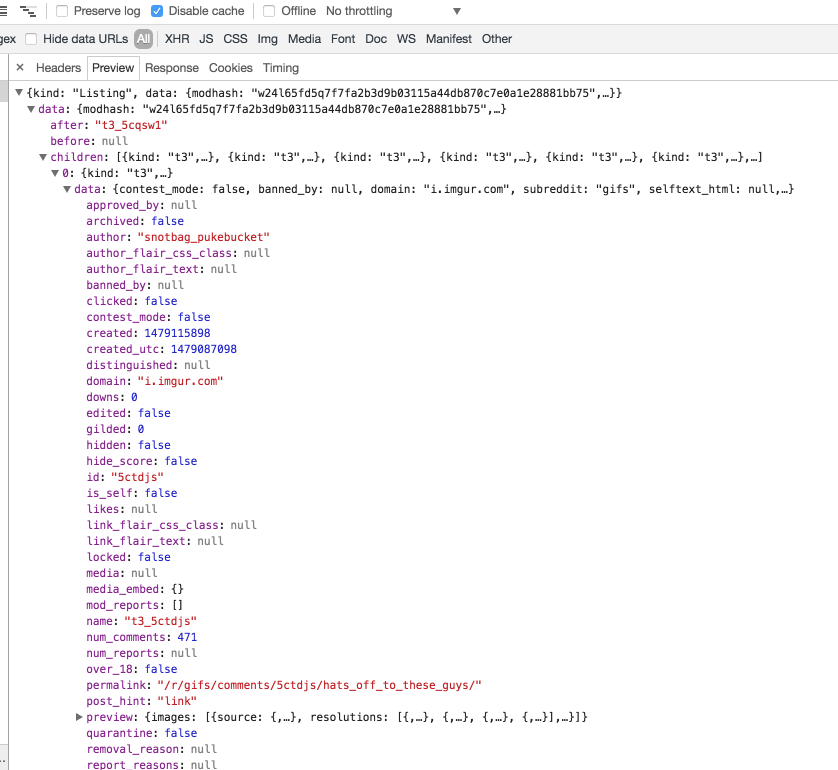 Preserve log Disable cache Offline No throttling
gex Hide data URLs All XHR JS CSS Img Media Font Doc WS Manifest Other
× Headers Preview Response Cookies Timing
{kind: "Listing", data: {modhash: "w24l65fd5q7f7fa2b3d9b03115a44db870c7e0a1e28881bb75",…}}
data: {modhash: "w24l65fd5q7f7fa2b3d9b03115a44db870c7e0a1e28881bb75",…}
after: "t3_5cqsw1"
before: null
children: [{kind: "t3",…}, {kind: "t3",…}, {kind: "t3",…}, {kind: "t3",…}, {kind: "t3",…}, {kind: "t3",…},…]
0: {kind: "t3",…}
data: {contest_mode: false, banned_by: null, domain: "i.imgur.com", subreddit: "gifs", selftext_html: null,…}
approved_by: null
archived: false
author: "snotbag_pukebucket"
author_flair_css_class: null
author_flair_text: null
banned_by: null
clicked: false
contest_mode: false
created: 1479115898
created_utc: 1479087098
distinguished: null
domain: "i.imgur.com"
downs: 0
edited: false
gilded: 0
hidden: false
hide_score: false
id: "5ctdjs"
is_self: false
likes: null
link_flair_css_class: null
link_flair_text: null
locked: false
media: null
media_embed: {}
mod_reports: []
name: "t3_5ctdjs"
num_comments: 471
num_reports: null
over_18: false
permalink: "/r/gifs/comments/5ctdjs/hats_off_to_these_guys/"
post_hint: "link"
preview: {images: [{source: {,…}, resolutions: [{,…}, {,…}, {,…}, {,…}],…}]}
quarantine: false
removal_reason: null
report_reasons: null